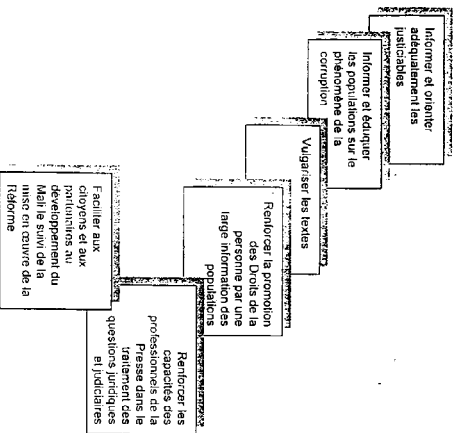 Informer et orienter
adéquatement les
justiciables
Informer et éduquer
les populations sur le
phénomène de la
corruption
Vulgariser les textes
Renforcer la promotion
des Droits de la
personne par une
large information des
populations
Faciliter aux
citoyens et aux
partenaires au
développement du
Mali le suivi de la
mise en œuvre de la
Réforme
Renforcer les
capacités des
professionnels de la
Presse dans le
traitement des
questions juridiques
et judiciaires